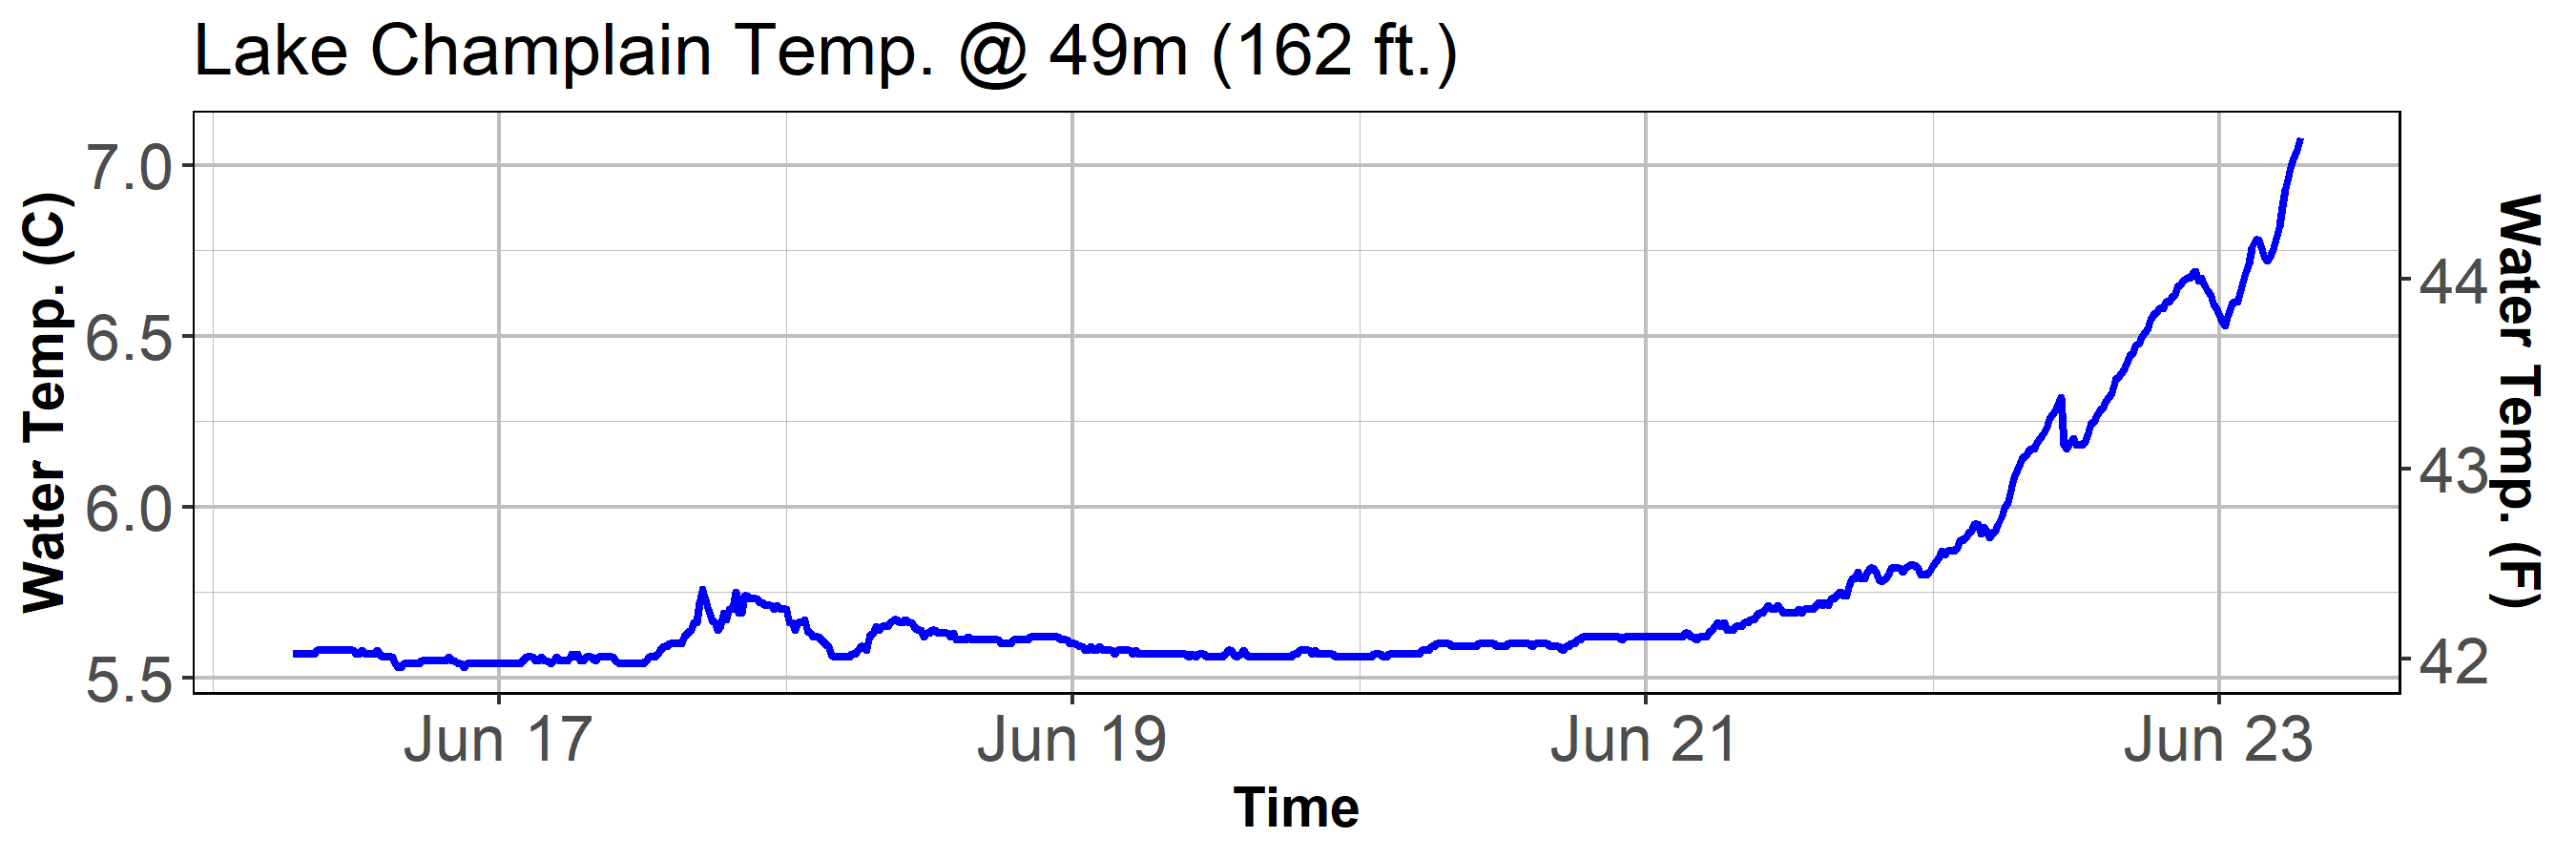 Lake Champlain Temp. @ 49m (162 ft.)
Water Temp. (C)
7.0
6.5
6.0
5.5
44
43
42
Water Temp. (F)
Jun 17
Jun 19
Jun 21
Jun 23
Time